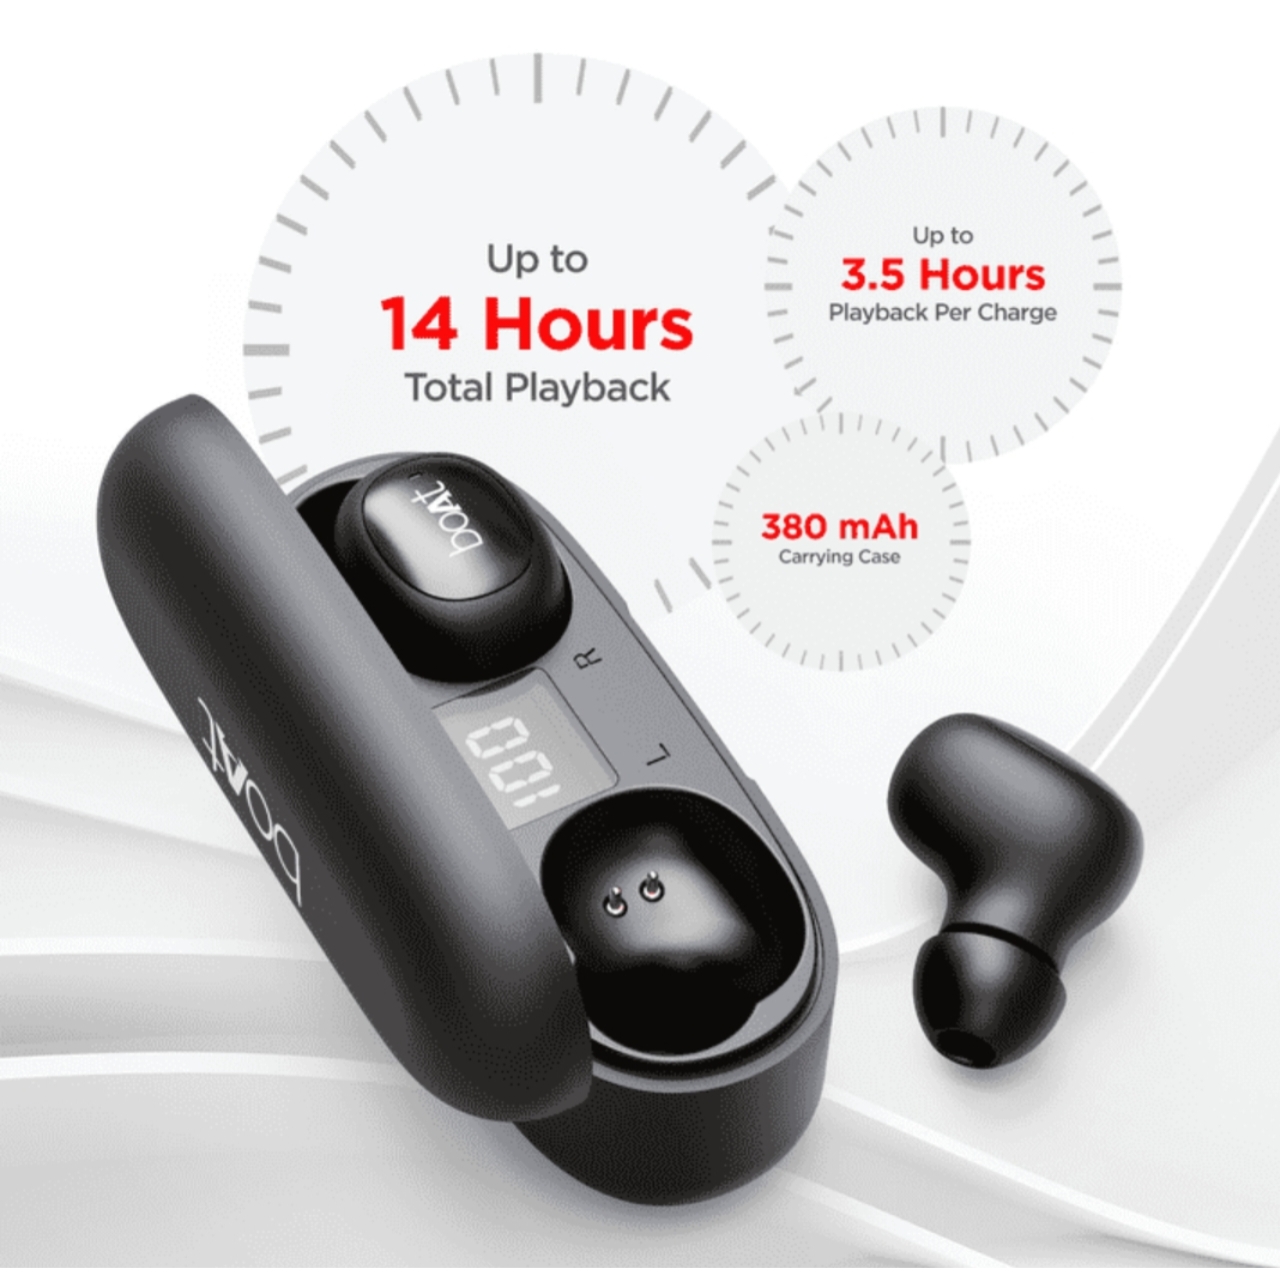 Up to
14 Hours
Total Playback
Up to
3.5 Hours
Playback Per Charge
380 mAh
Carrying Case
boAt
R
100
L
boAt